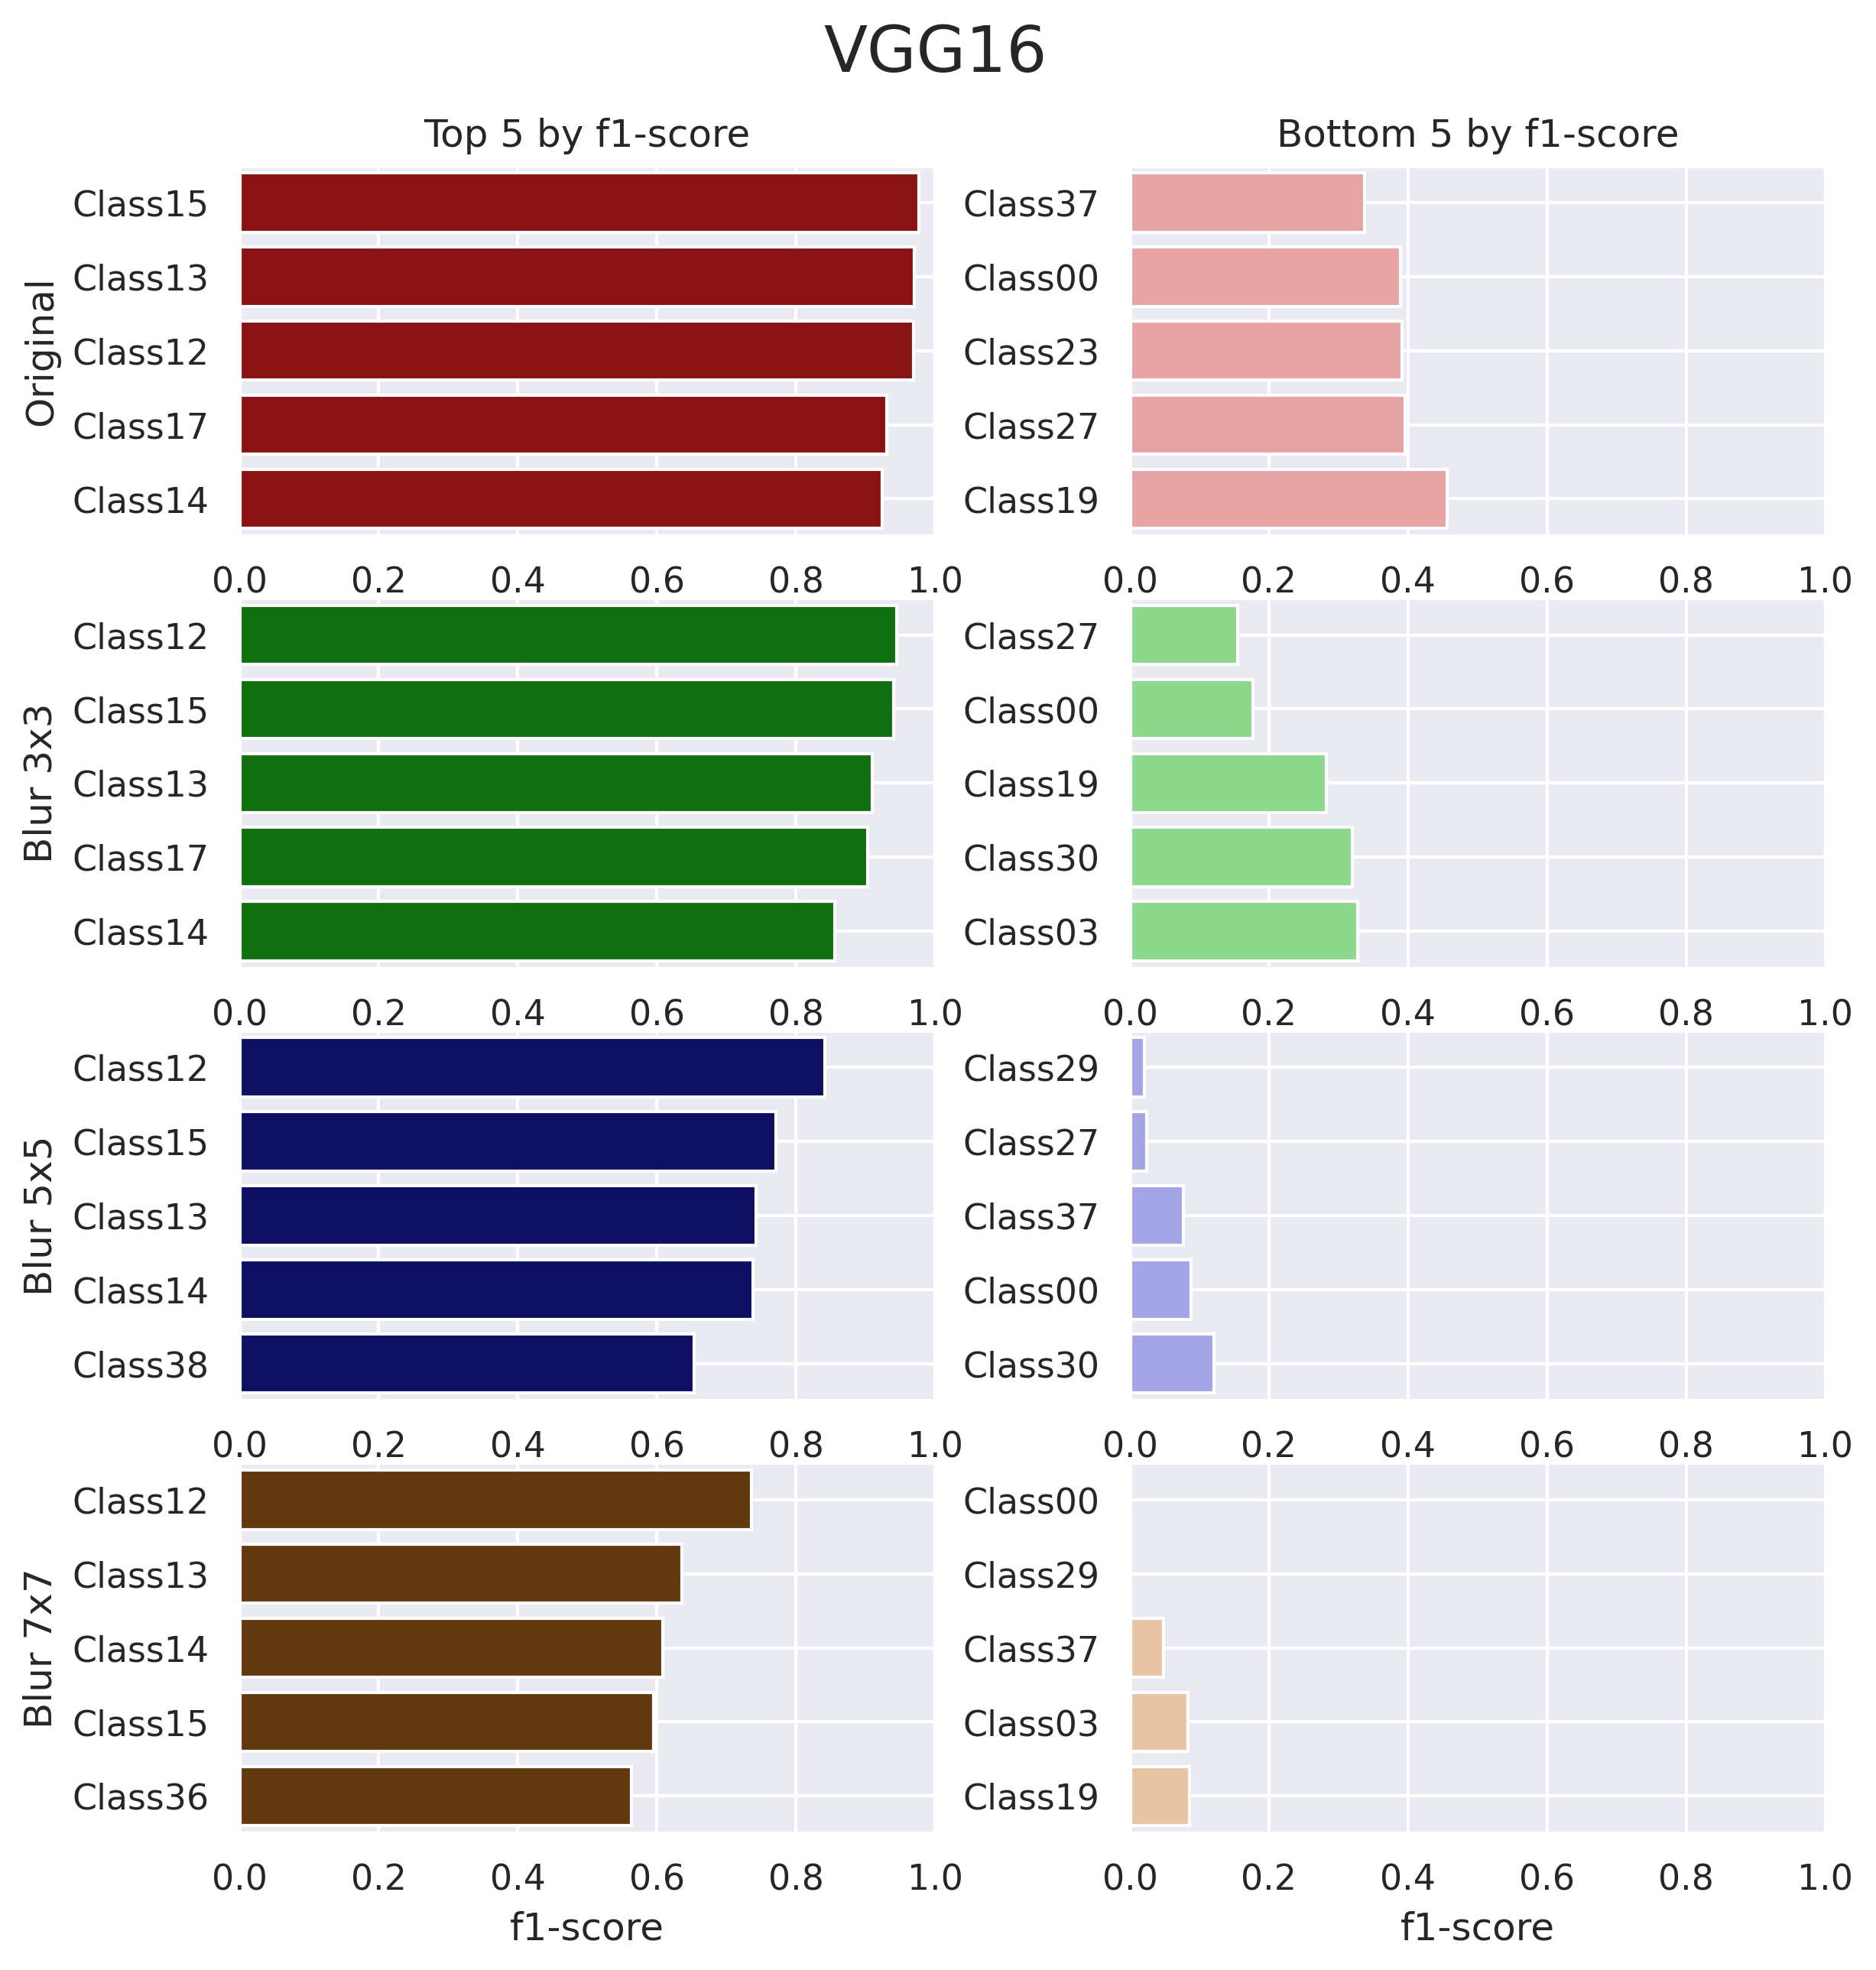 VGG16
Top 5 by f1-score
Bottom 5 by f1-score
Original
Class15
Class13
Class12
Class17
Class14
0.0 0.2 0.4 0.6 0.8 1.0
Class37
Class00
Class23
Class27
Class19
0.0 0.2 0.4 0.6 0.8 1.0
Blur 3x3
Class12
Class15
Class13
Class17
Class14
0.0 0.2 0.4 0.6 0.8 1.0
Class27
Class00
Class19
Class30
Class03
0.0 0.2 0.4 0.6 0.8 1.0
Blur 5x5
Class12
Class15
Class13
Class14
Class38
0.0 0.2 0.4 0.6 0.8 1.0
Class29
Class27
Class37
Class00
Class30
0.0 0.2 0.4 0.6 0.8 1.0
Blur 7x7
Class12
Class13
Class14
Class15
Class36
0.0 0.2 0.4 0.6 0.8 1.0
f1-score
Class00
Class29
Class37
Class03
Class19
0.0 0.2 0.4 0.6 0.8 1.0
f1-score